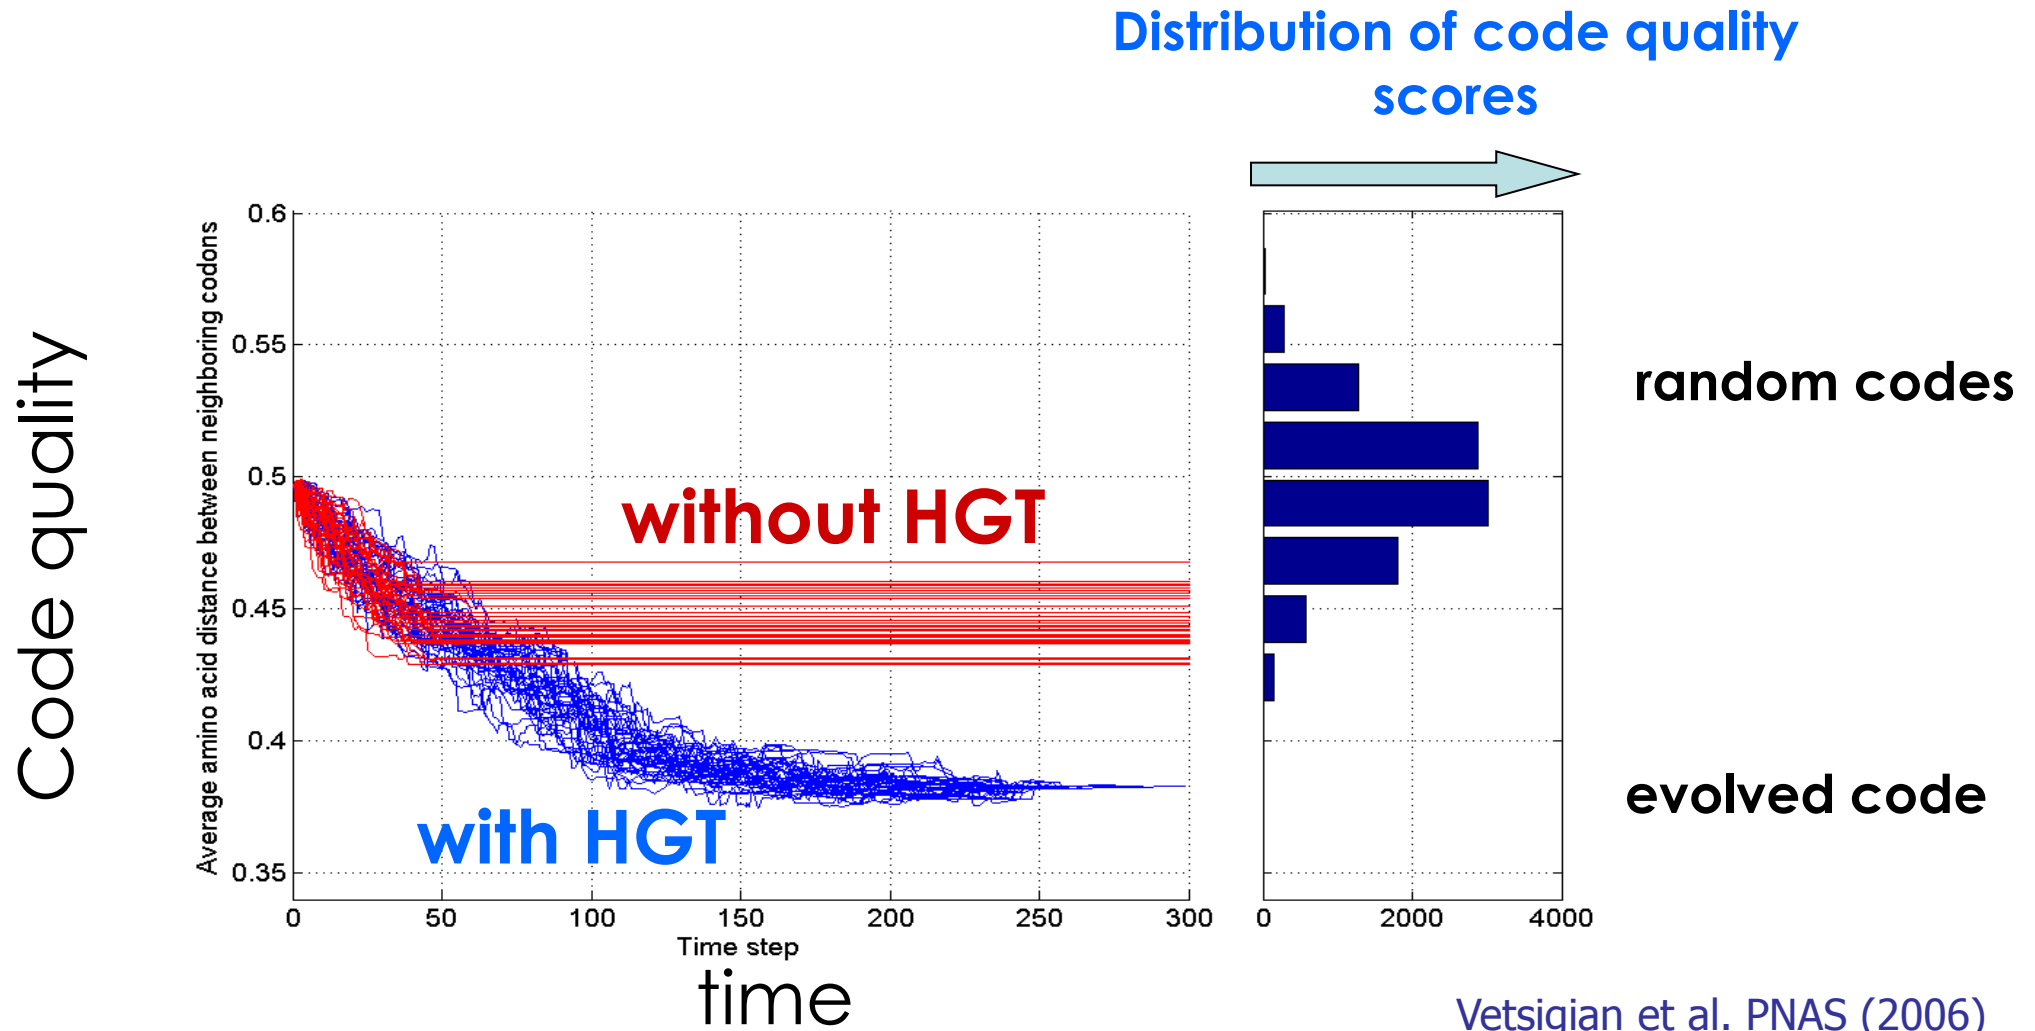 Distribution of code quality
scores
Code quality
Average amino acid distance between neighboring codons
0.6
0.55
0.5
0.45
0.4
0.35
without HGT
with HGT
0 50 100 150 200 250 300
Time step
time
0 2000 4000
random codes
evolved code
Vetsigian et al. PNAS (2006)